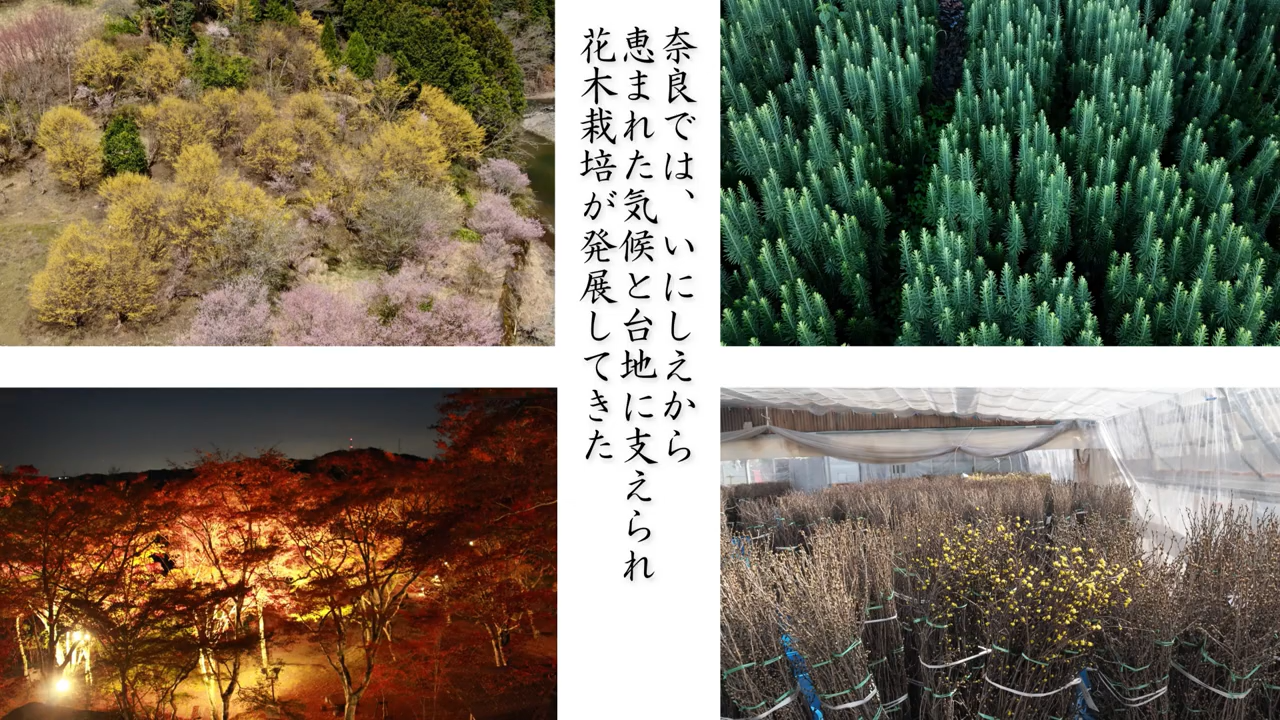 奈良では、いにしえから
恵まれた気候と台地に支えられ
花木栽培が発展してきた